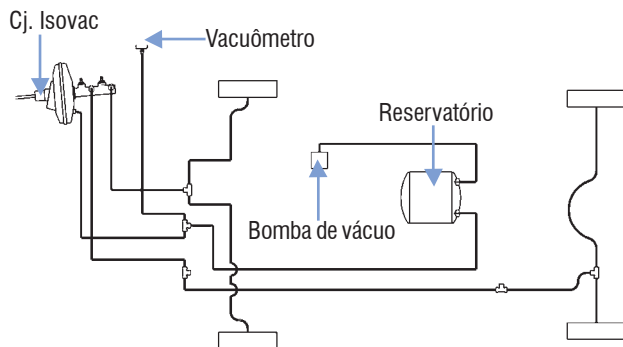 Cj. Isovac
Vacuômetro
Reservatório
Bomba de vácuo